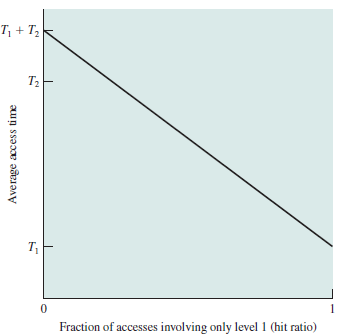 T₁ + T₂
T₂
Average access time
T₁
0 1
Fraction of accesses involving only level 1 (hit ratio)